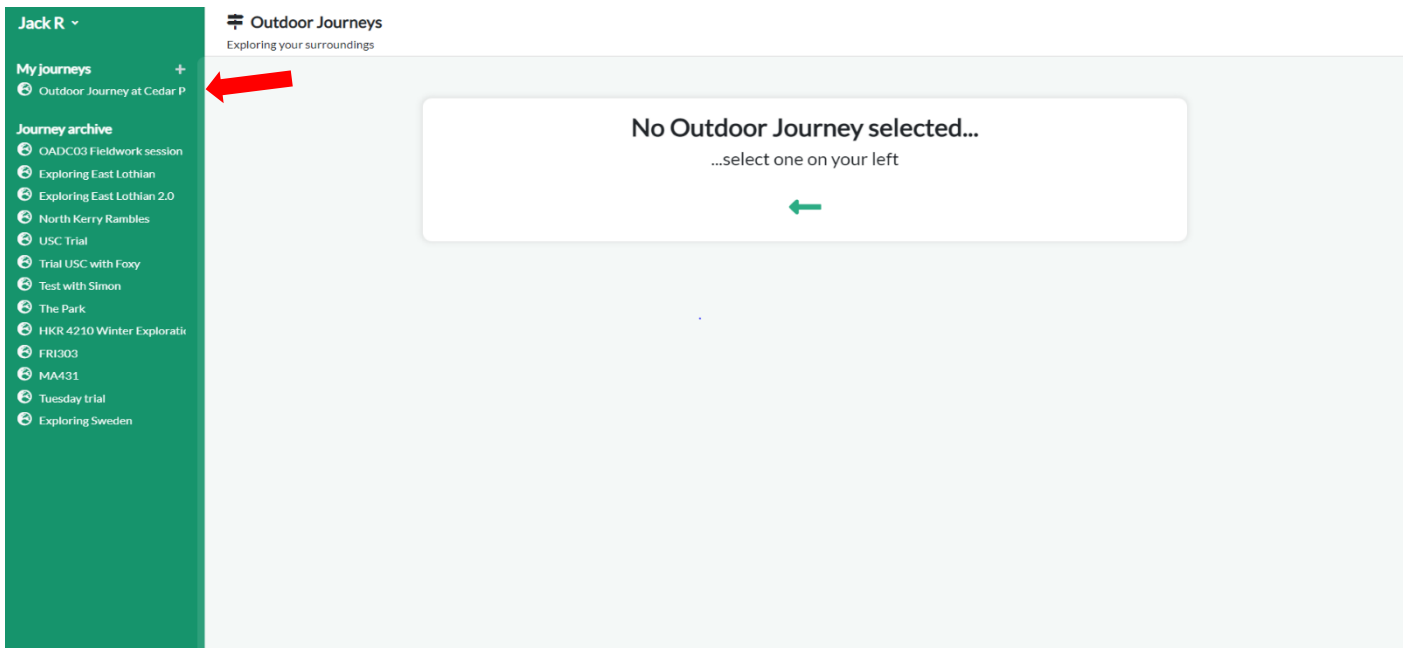 Jack R
Outdoor Journeys
Exploring your surroundings
My journeys +
Outdoor Journey at Cedar P
Journey archive
OADC03 Fieldwork session
Exploring East Lothian
Exploring East Lothian 2.0
North Kerry Rambles
USC Trial
Trial USC with Foxy
Test with Simon
The Park
HKR 4210 Winter Exploratic
FRI303
MA431
Tuesday trial
Exploring Sweden
No Outdoor Journey selected...
...select one on your left